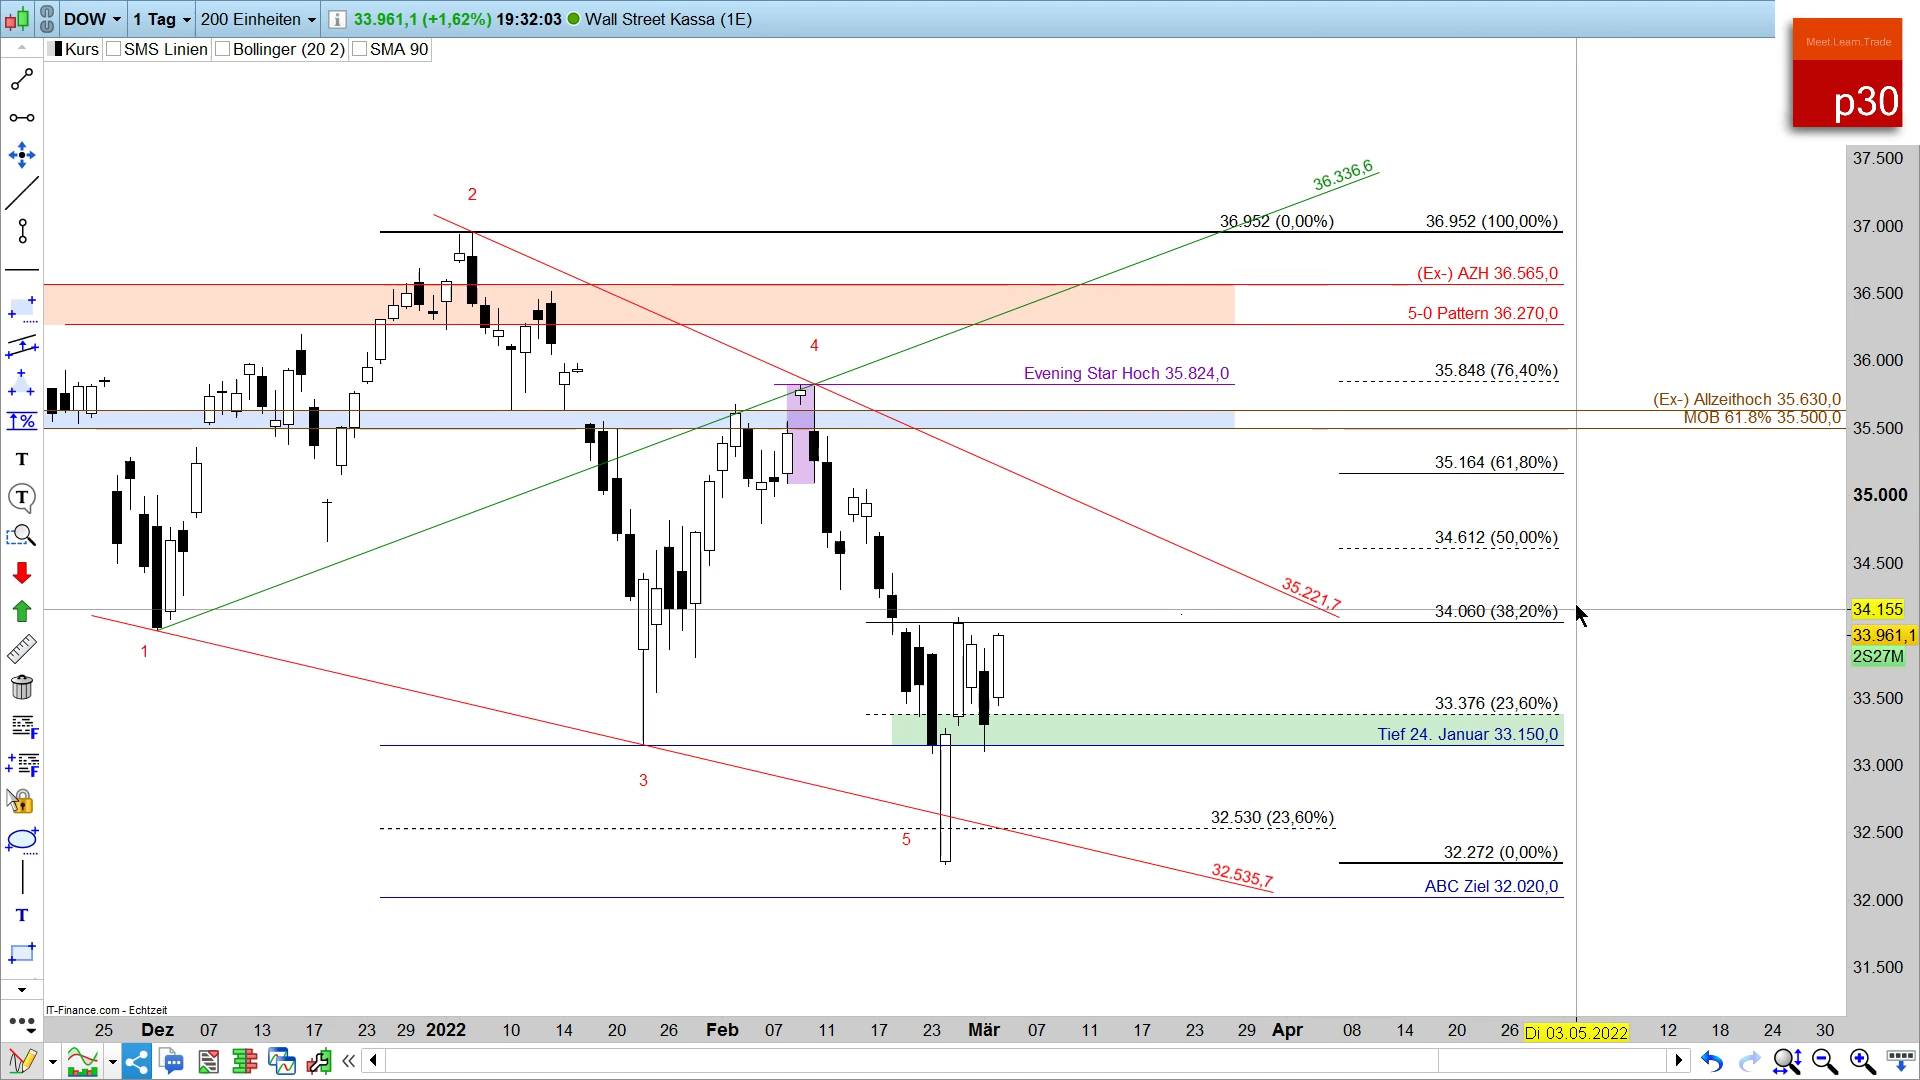 DOW
1 Tag
200 Einheiten
33.961,1 (+1,62%) 19:32:03
Wall Street Kassa (1E)
Meet.Learn.Trade
p30
Kurs
SMS Linien
Bollinger (20 2)
SMA 90
37.500
36.336,6
2
36.952 (0,00%)
36.952 (100,00%)
37.000
(Ex-) AZH 36.565,0
36.500
5-0 Pattern 36.270,0
4
36.000
Evening Star Hoch 35.824,0
35.848 (76,40%)
(Ex-) Allzeithoch 35.630,0
MOB 61.8% 35.500,0
35.500
35.164 (61,80%)
35.000
34.612 (50,00%)
34.500
35.221,7
34.060 (38,20%)
34.155
33.961,1
2S27M
1
33.376 (23,60%)
33.500
Tief 24. Januar 33.150,0
33.000
3
32.530 (23,60%)
32.500
5
32.272 (0,00%)
32.535,7
ABC Ziel 32.020,0
32.000
31.500
IT-Finance.com - Echtzeit
25 Dez 07 13 17 23 29 2022 10 14 20 26 Feb 07 11 17 23 Mär 07 11 17 23 29 Apr 08 14 20 26 Di 03.05.2022 12 18 24 30